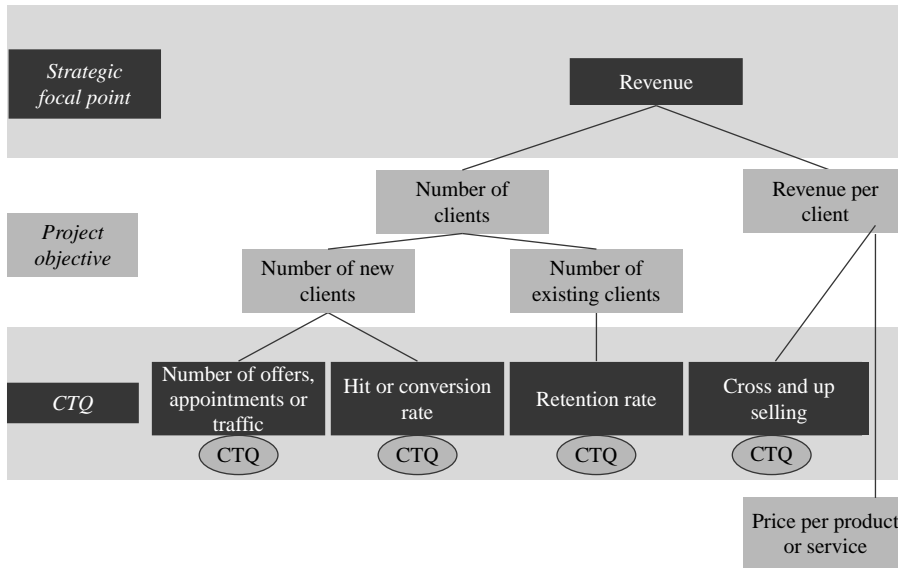 Strategic
focal point
Revenue
Number of
clients
Revenue per
client
Project
objective
Number of new
clients
Number of
existing clients
CTQ
Number of offers,
appointments or
traffic
Hit or conversion
rate
Retention rate
Cross and up
selling
CTQ
CTQ
CTQ
CTQ
Price per product
or service